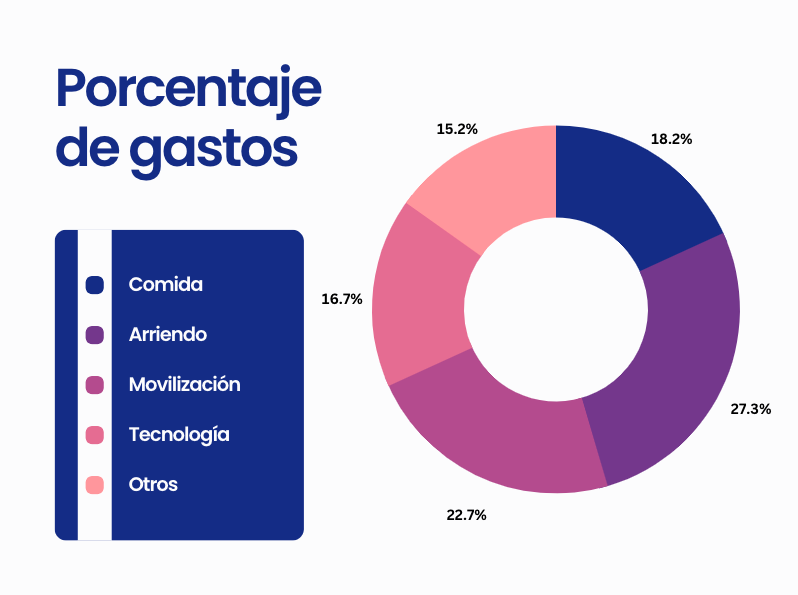 Porcentaje
de gastos
Comida
Arriendo
Movilización
Tecnología
Otros
15.2%
18.2%
16.7%
27.3%
22.7%